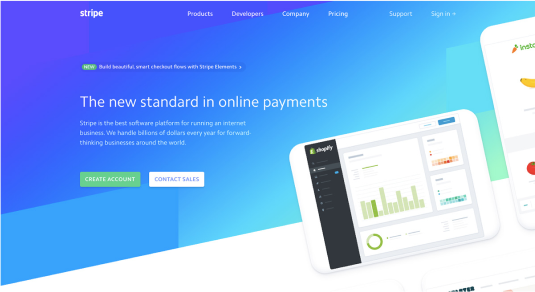 stripe
Products Developers Company Pricing Support Sign in
NEW Build beautiful, smart checkout flows with Stripe Elements >
The new standard in online payments
Stripe is the best software platform for running an internet
business. We handle billions of dollars every year for forward-
thinking businesses around the world.
CREATE ACCOUNT CONTACT SALES
shopify